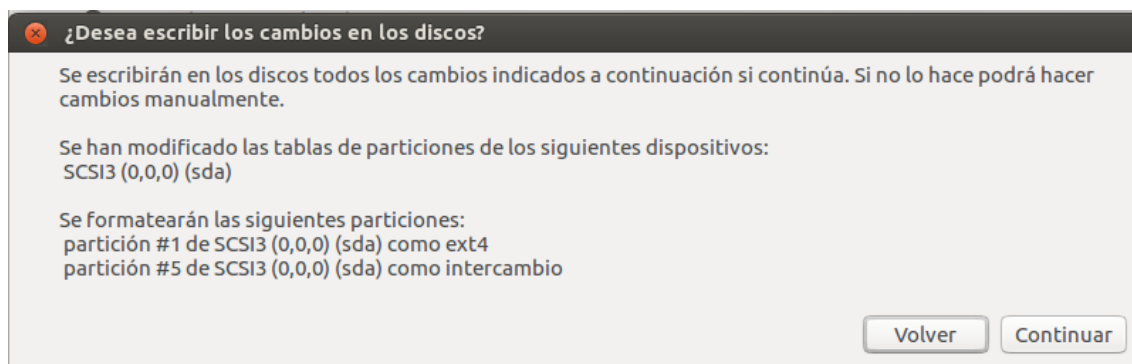 ¿Desea escribir los cambios en los discos?
Se escribirán en los discos todos los cambios indicados a continuación si continúa. Si no lo hace podrá hacer
cambios manualmente.
Se han modificado las tablas de particiones de los siguientes dispositivos:
SCSI3 (0,0,0) (sda)
Se formatearán las siguientes particiones:
partición #1 de SCSI3 (0,0,0) (sda) como ext4
partición #5 de SCSI3 (0,0,0) (sda) como intercambio
Volver
Continuar